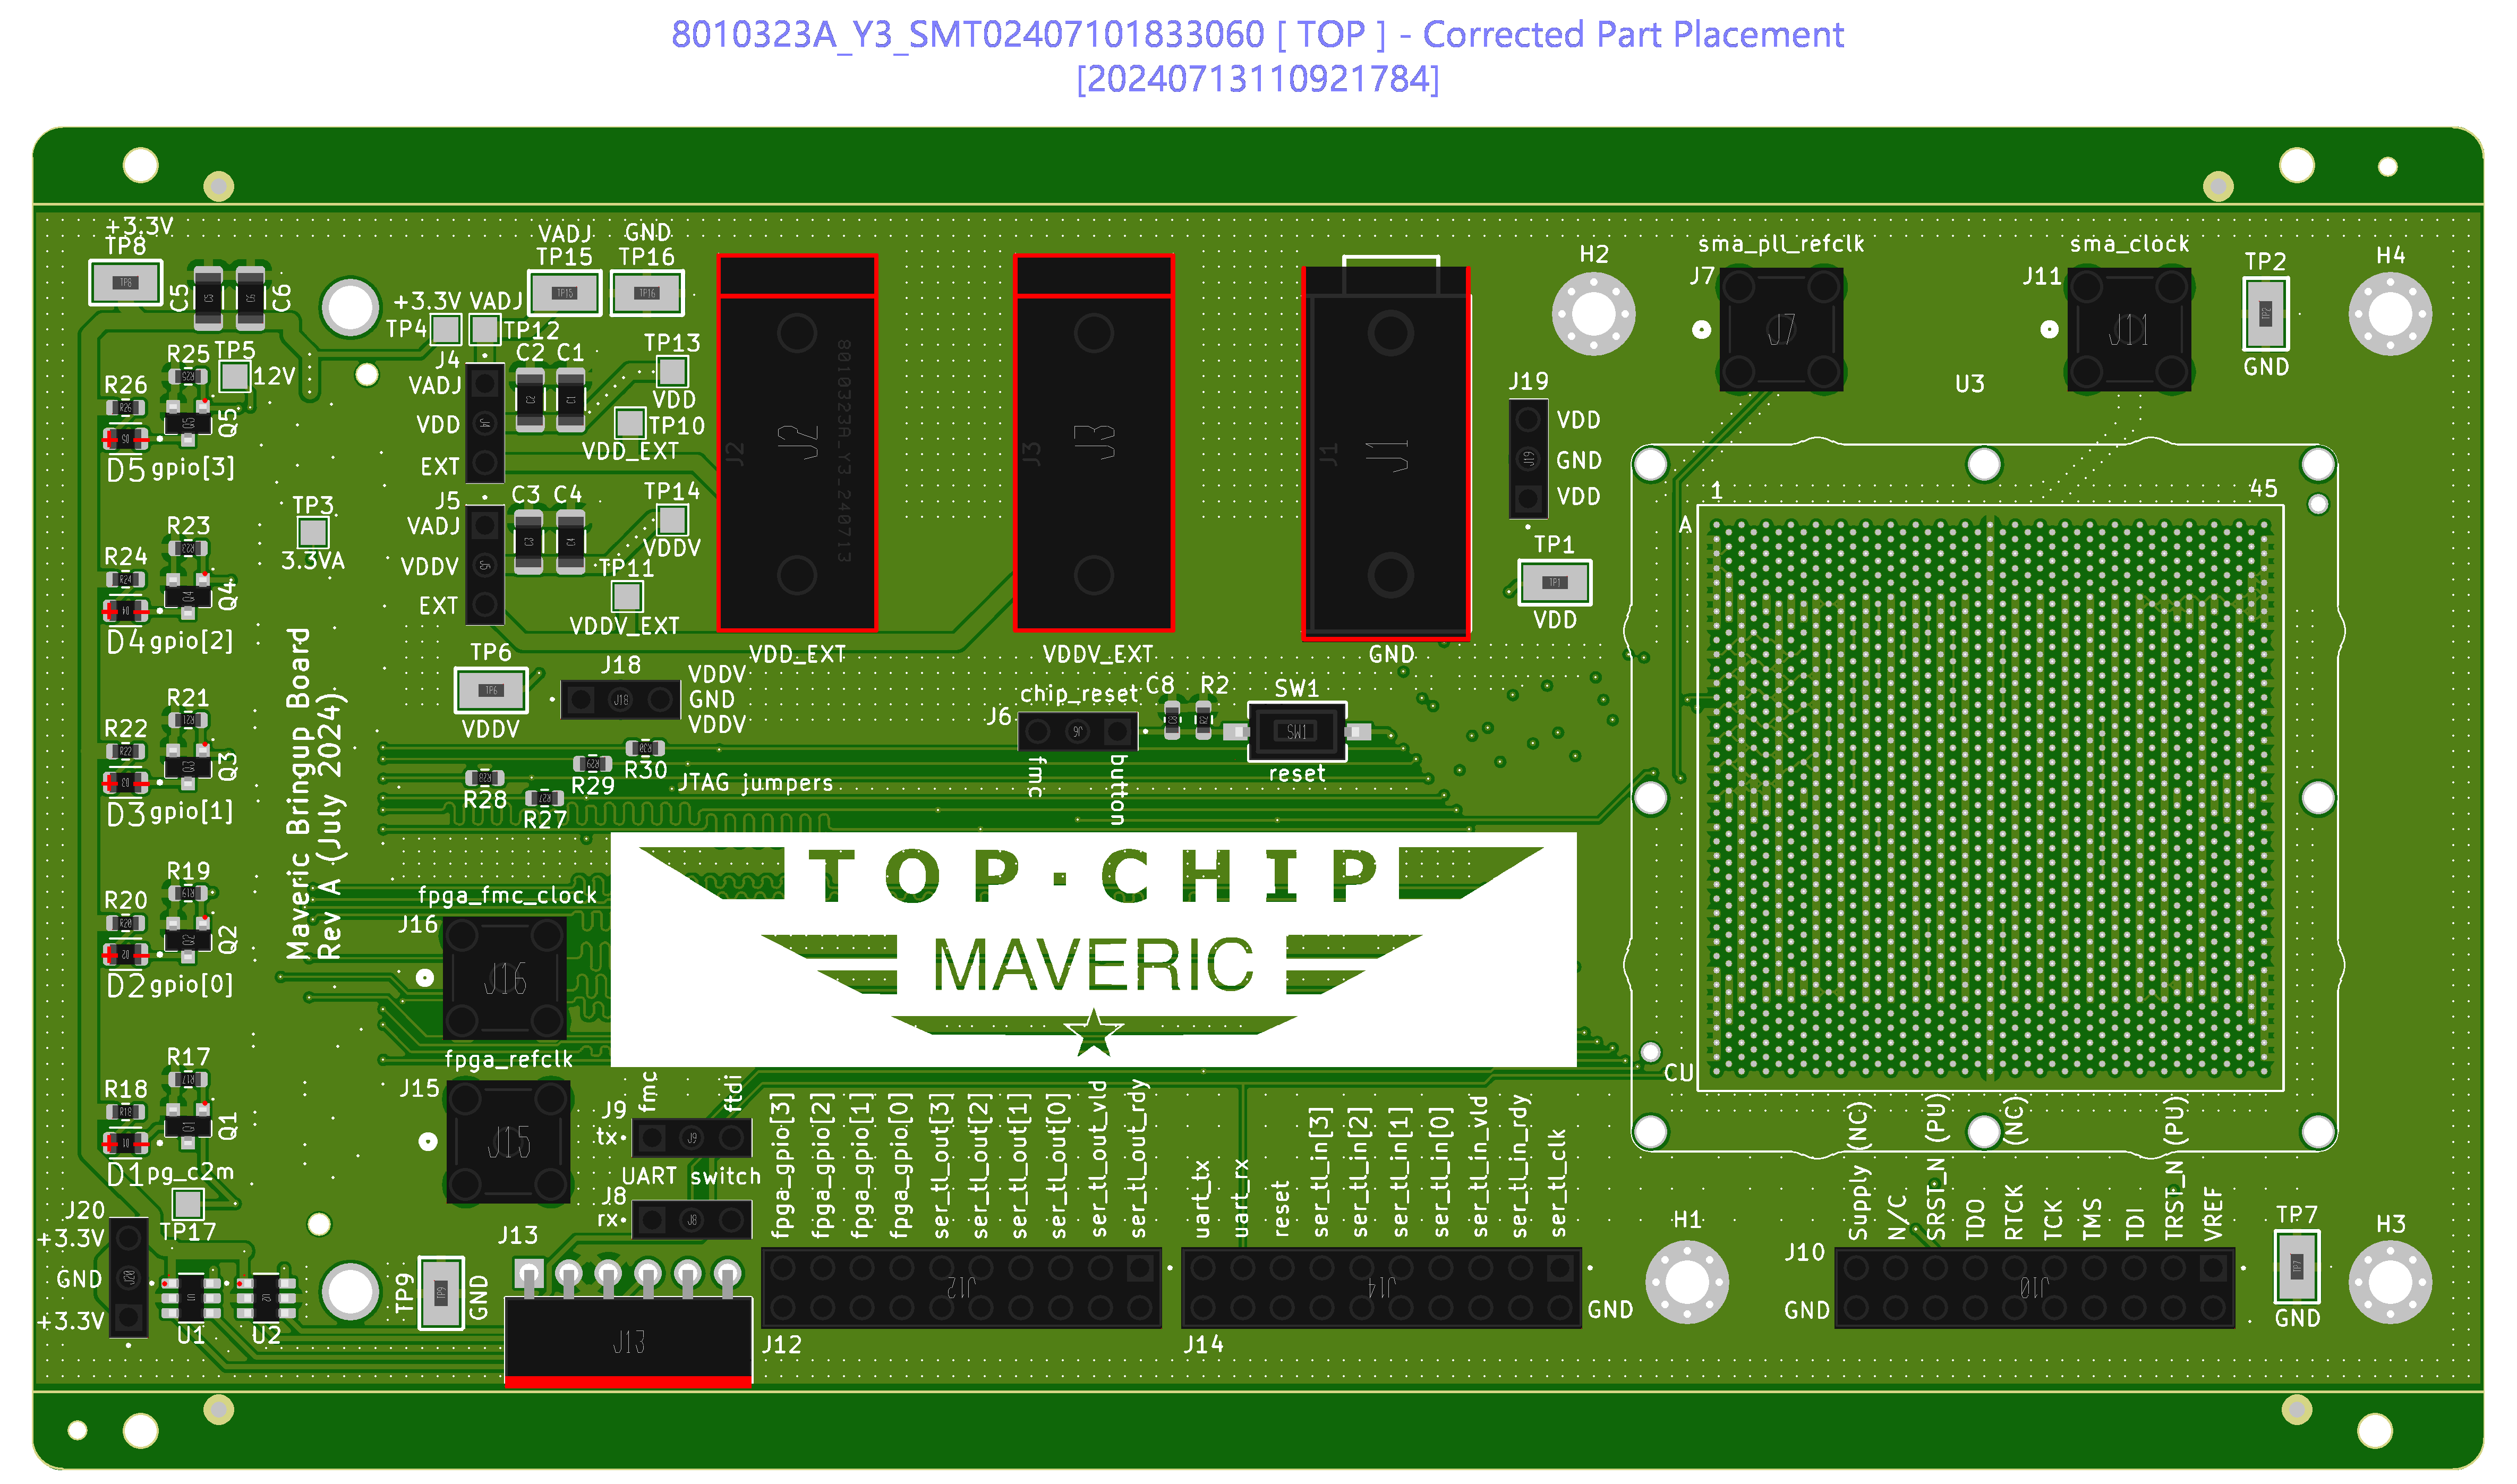 8010323A_Y3_SMT02407101833060 [ TOP ] - Corrected Part Placement
[20240713110921784]
+3.3V
TP8
C5
C6
VADJ
TP15
GND
TP16
+3.3V VADJ
TP4
TP12
H2
sma_pll_refclk
J7
sma_clock
J11
TP2
GND
H4
U3
R25
TP5
12V
R26
Q5
D5 gpio[3]
J4
VADJ
VDD
EXT
C2
C1
TP13
VDD
TP10
VDD_EXT
J2
8010323A-Y3_240713
VDD_EXT
J3
VDDV_EXT
J1
GND
J19
VDD
GND
VDD
TP1
VDD
1
45
A
CU
TP3
3.3VA
R23
R24
Q4
D4 gpio[2]
J5
VADJ
VDDV
EXT
C3
C4
TP14
VDDV
TP11
VDDV_EXT
TP6
VDDV
J18
VDDV
GND
VDDV
chip_reset
J6
fmc
button
C8
R2
SW1
reset
R21
R22
Q3
D3 gpio[1]
Maveric Bringup Board
Rev A (July 2024)
R28
R27
R29
R30
JTAG jumpers
TOP·CHIP
MAVERIC
R19
R20
Q2
D2 gpio[0]
fpga_fmc_clock
J16
fpga_refclk
J15
R17
R18
Q1
D1 pg_c2m
TP17
J9
fmc
ftdi
tx
UART switch
J8
rx
fpga_gpio[3]
fpga_gpio[2]
fpga_gpio[1]
fpga_gpio[0]
ser_tl_out[3]
ser_tl_out[2]
ser_tl_out[1]
ser_tl_out[0]
ser_tl_out_vld
ser_tl_out_rdy
J12
uart_tx
uart_rx
reset
ser_tl_in[3]
ser_tl_in[2]
ser_tl_in[1]
ser_tl_in[0]
ser_tl_in_vld
ser_tl_in_rdy
ser_tl_clk
J14
GND
H1
Supply (NC)
N/C
SRST_N (PU)
TDO
RTCK (NC)
TCK
TMS
TDI
TRST_N (PU)
VREF
J10
GND
TP7
GND
H3
J20
+3.3V
GND
+3.3V
U1
U2
TP9
GND
J13